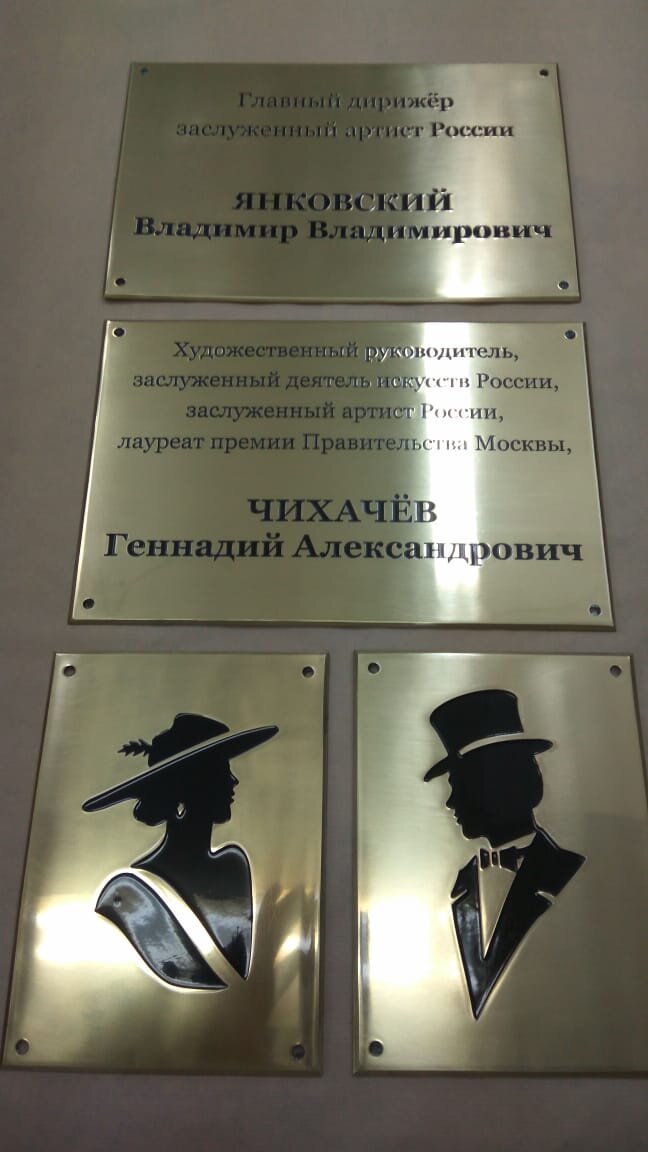 Главный дирижёр
заслуженный артист России
ЯНКОВСКИЙ
Владимир Владимирович
Художественный руководитель,
заслуженный деятель искусств России,
заслуженный артист России,
лауреат премии Правительства Москвы,
ЧИХАЧЁВ
Геннадий Александрович